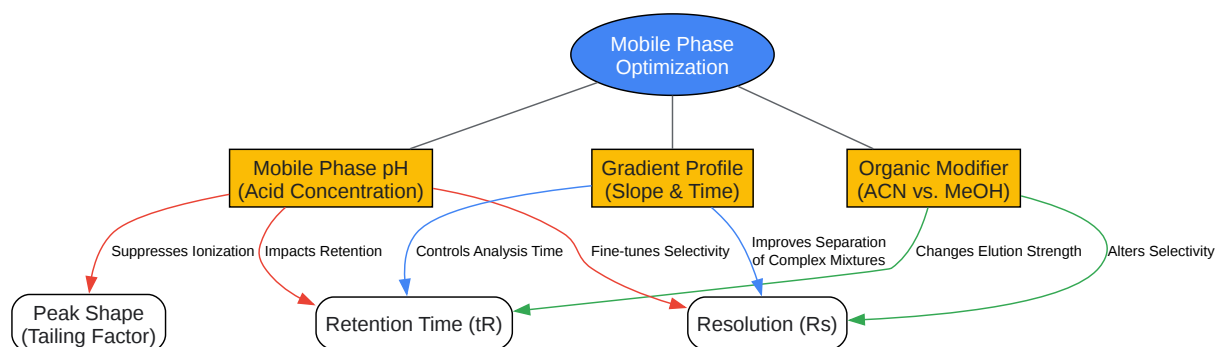 Mobile Phase
Optimization
Mobile Phase pH
(Acid Concentration)
Gradient Profile
(Slope & Time)
Organic Modifier
(ACN vs. MeOH)
Suppresses Ionization
Impacts Retention
Controls Analysis Time
Fine-tunes Selectivity
Improves Separation
of Complex Mixtures
Changes Elution Strength
Alters Selectivity
Peak Shape
(Tailing Factor)
Retention Time (tR)
Resolution (Rs)